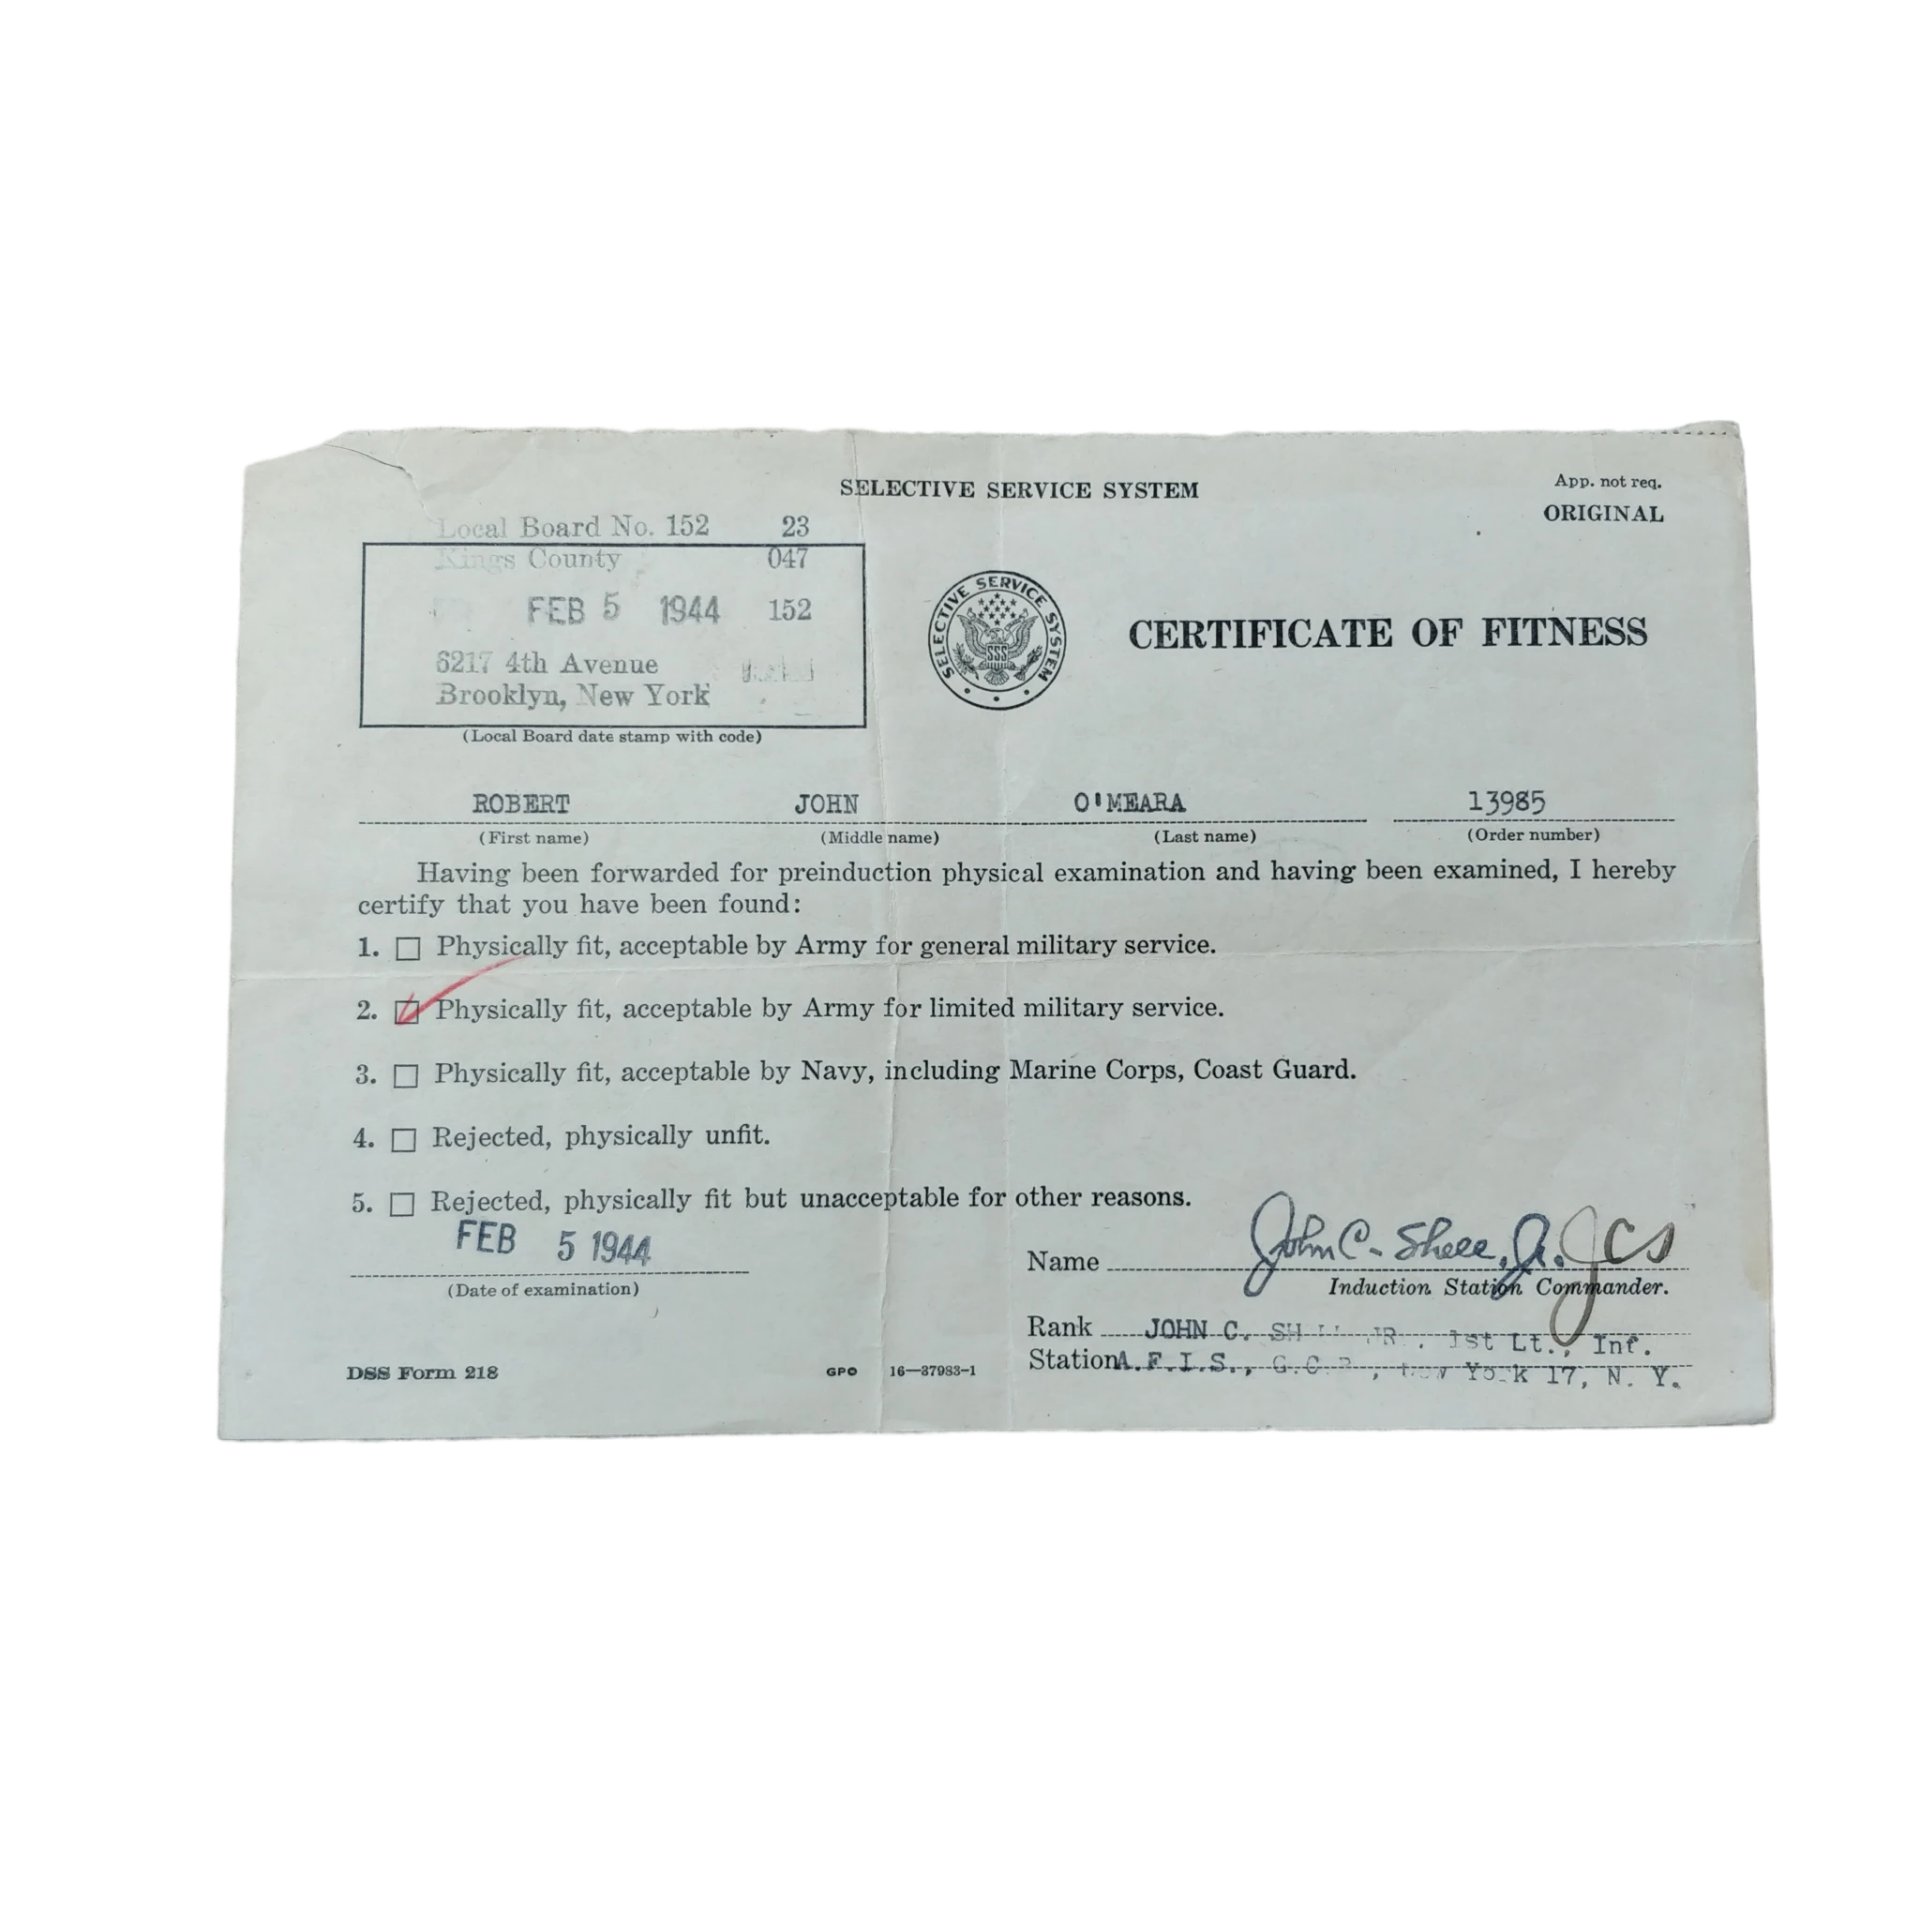 SELECTIVE SERVICE SYSTEM
App. not req.
ORIGINAL
Local Board No. 152 23
Kings County 047
FEB 5 1944 152
6217 4th Avenue
Brooklyn, New York
(Local Board date stamp with code)
SELECTIVE SERVICE SYSTEM
SSS
CERTIFICATE OF FITNESS
ROBERT JOHN O'MEARA 13985
(First name) (Middle name) (Last name) (Order number)
Having been forwarded for preinduction physical examination and having been examined, I hereby
certify that you have been found:
1. Physically fit, acceptable by Army for general military service.
2. Physically fit, acceptable by Army for limited military service.
3. Physically fit, acceptable by Navy, including Marine Corps, Coast Guard.
4. Rejected, physically unfit.
5. Rejected, physically fit but unacceptable for other reasons.
FEB 5 1944
(Date of examination)
Name John C. Shell, Jr. JCS
Induction Station Commander.
Rank JOHN C. JR., 1st Lt., Inf.
Station A.F.I.S., New York 17, N. Y.
DSS Form 218
GPO 16—37983-1